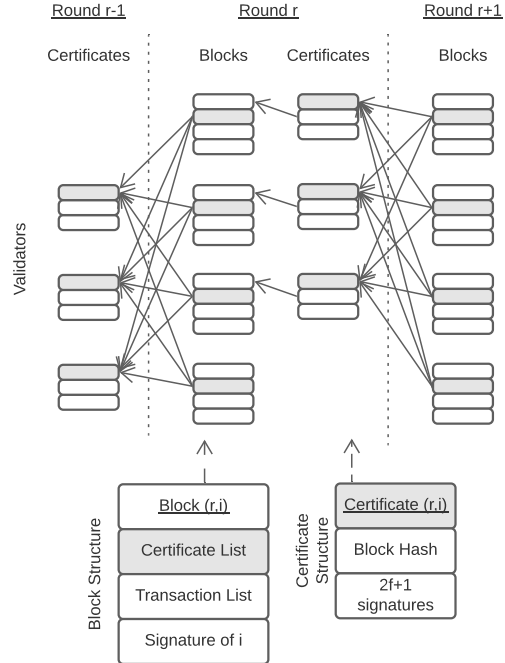 Round r-1
Round r
Round r+1
Certificates
Blocks
Certificates
Blocks
Validators
Block Structure
Block (r,i)
Certificate List
Transaction List
Signature of i
Certificate
Structure
Certificate (r,i)
Block Hash
2f+1
signatures